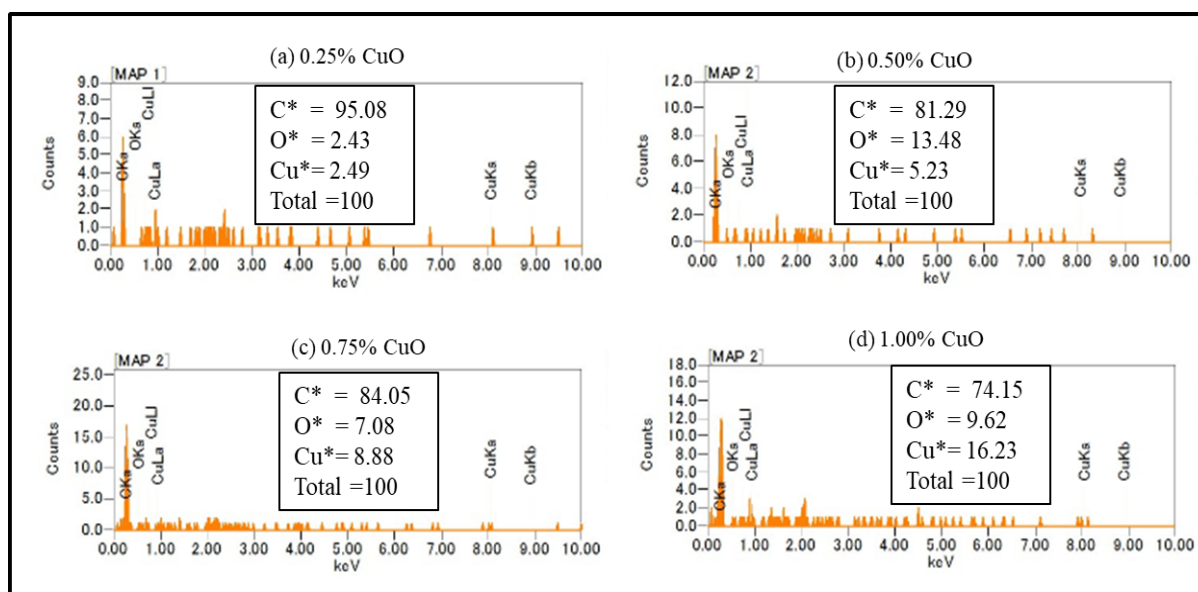 (a) 0.25% CuO
[MAP 1]
9.0
8.0
7.0
6.0
5.0
4.0
3.0
2.0
1.0
0.0
Counts
CKa
OKa
CuLl
CuLa
CuKa
CuKb
C* = 95.08
O* = 2.43
Cu* = 2.49
Total =100
0.00 1.00 2.00 3.00 4.00 5.00 6.00 7.00 8.00 9.00 10.00
keV
(b) 0.50% CuO
[MAP 2]
12.0
10.0
8.0
6.0
4.0
2.0
0.0
Counts
CKa
OKa
CuLl
CuLa
CuKa
CuKb
C* = 81.29
O* = 13.48
Cu* = 5.23
Total =100
0.00 1.00 2.00 3.00 4.00 5.00 6.00 7.00 8.00 9.00 10.00
keV
(c) 0.75% CuO
[MAP 2]
25.0
20.0
15.0
10.0
5.0
0.0
Counts
CKa
OKa
CuLl
CuLa
CuKa
CuKb
C* = 84.05
O* = 7.08
Cu* = 8.88
Total =100
0.00 1.00 2.00 3.00 4.00 5.00 6.00 7.00 8.00 9.00 10.00
keV
(d) 1.00% CuO
[MAP 2]
18.0
16.0
14.0
12.0
10.0
8.0
6.0
4.0
2.0
0.0
Counts
CKa
OKa
CuLl
CuLa
CuKa
CuKb
C* = 74.15
O* = 9.62
Cu* = 16.23
Total =100
0.00 1.00 2.00 3.00 4.00 5.00 6.00 7.00 8.00 9.00 10.00
keV